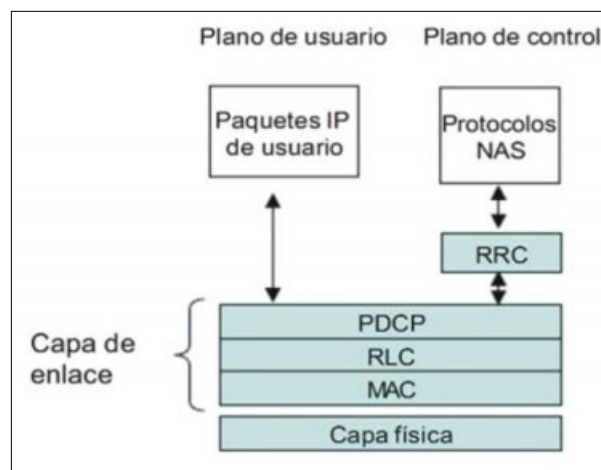 Plano de usuario
Plano de control
Paquetes IP
de usuario
Protocolos
NAS
RRC
Capa de
enlace
PDCP
RLC
MAC
Capa física